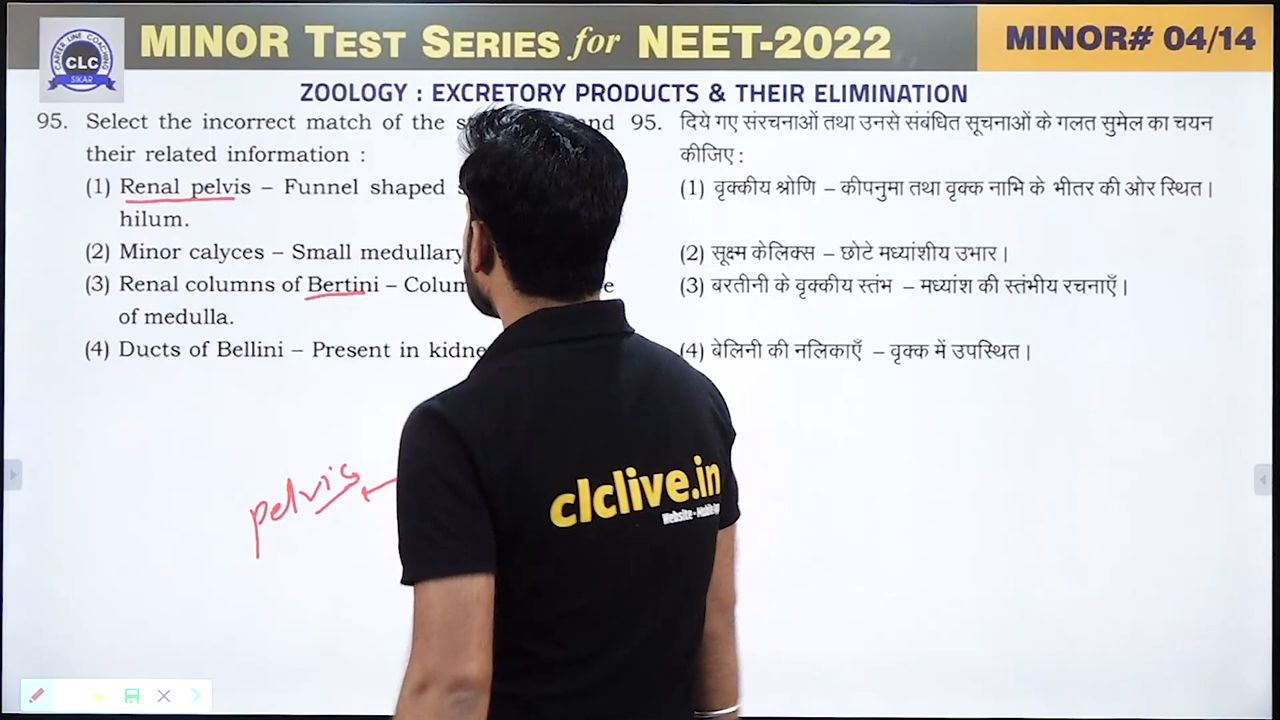 CAREER LINE COACHING
CLC
SIKAR
MINOR TEST SERIES for NEET-2022
MINOR# 04/14
ZOOLOGY : EXCRETORY PRODUCTS & THEIR ELIMINATION
95. Select the incorrect match of the and
their related information :
(1) Renal pelvis – Funnel shaped
hilum.
(2) Minor calyces – Small medullary
(3) Renal columns of Bertini –
of medulla.
(4) Ducts of Bellini – Present in
95. दिये गए संरचनाओं तथा उनसे संबंधित सूचनाओं के गलत सुमेल का चयन
कीजिए :
(1) वृक्कीय श्रोणि – कीपनुमा तथा वृक्क नाभि के भीतर की ओर स्थित।
(2) सूक्ष्म केलिक्स – छोटे मध्यांशीय उभार।
(3) बरतीनी के वृक्कीय स्तंभ – मध्यांश की स्तंभीय रचनाएँ।
(4) बेलिनी की नलिकाएँ – वृक्क में उपस्थित।
pelvis
clclive.in
Website -